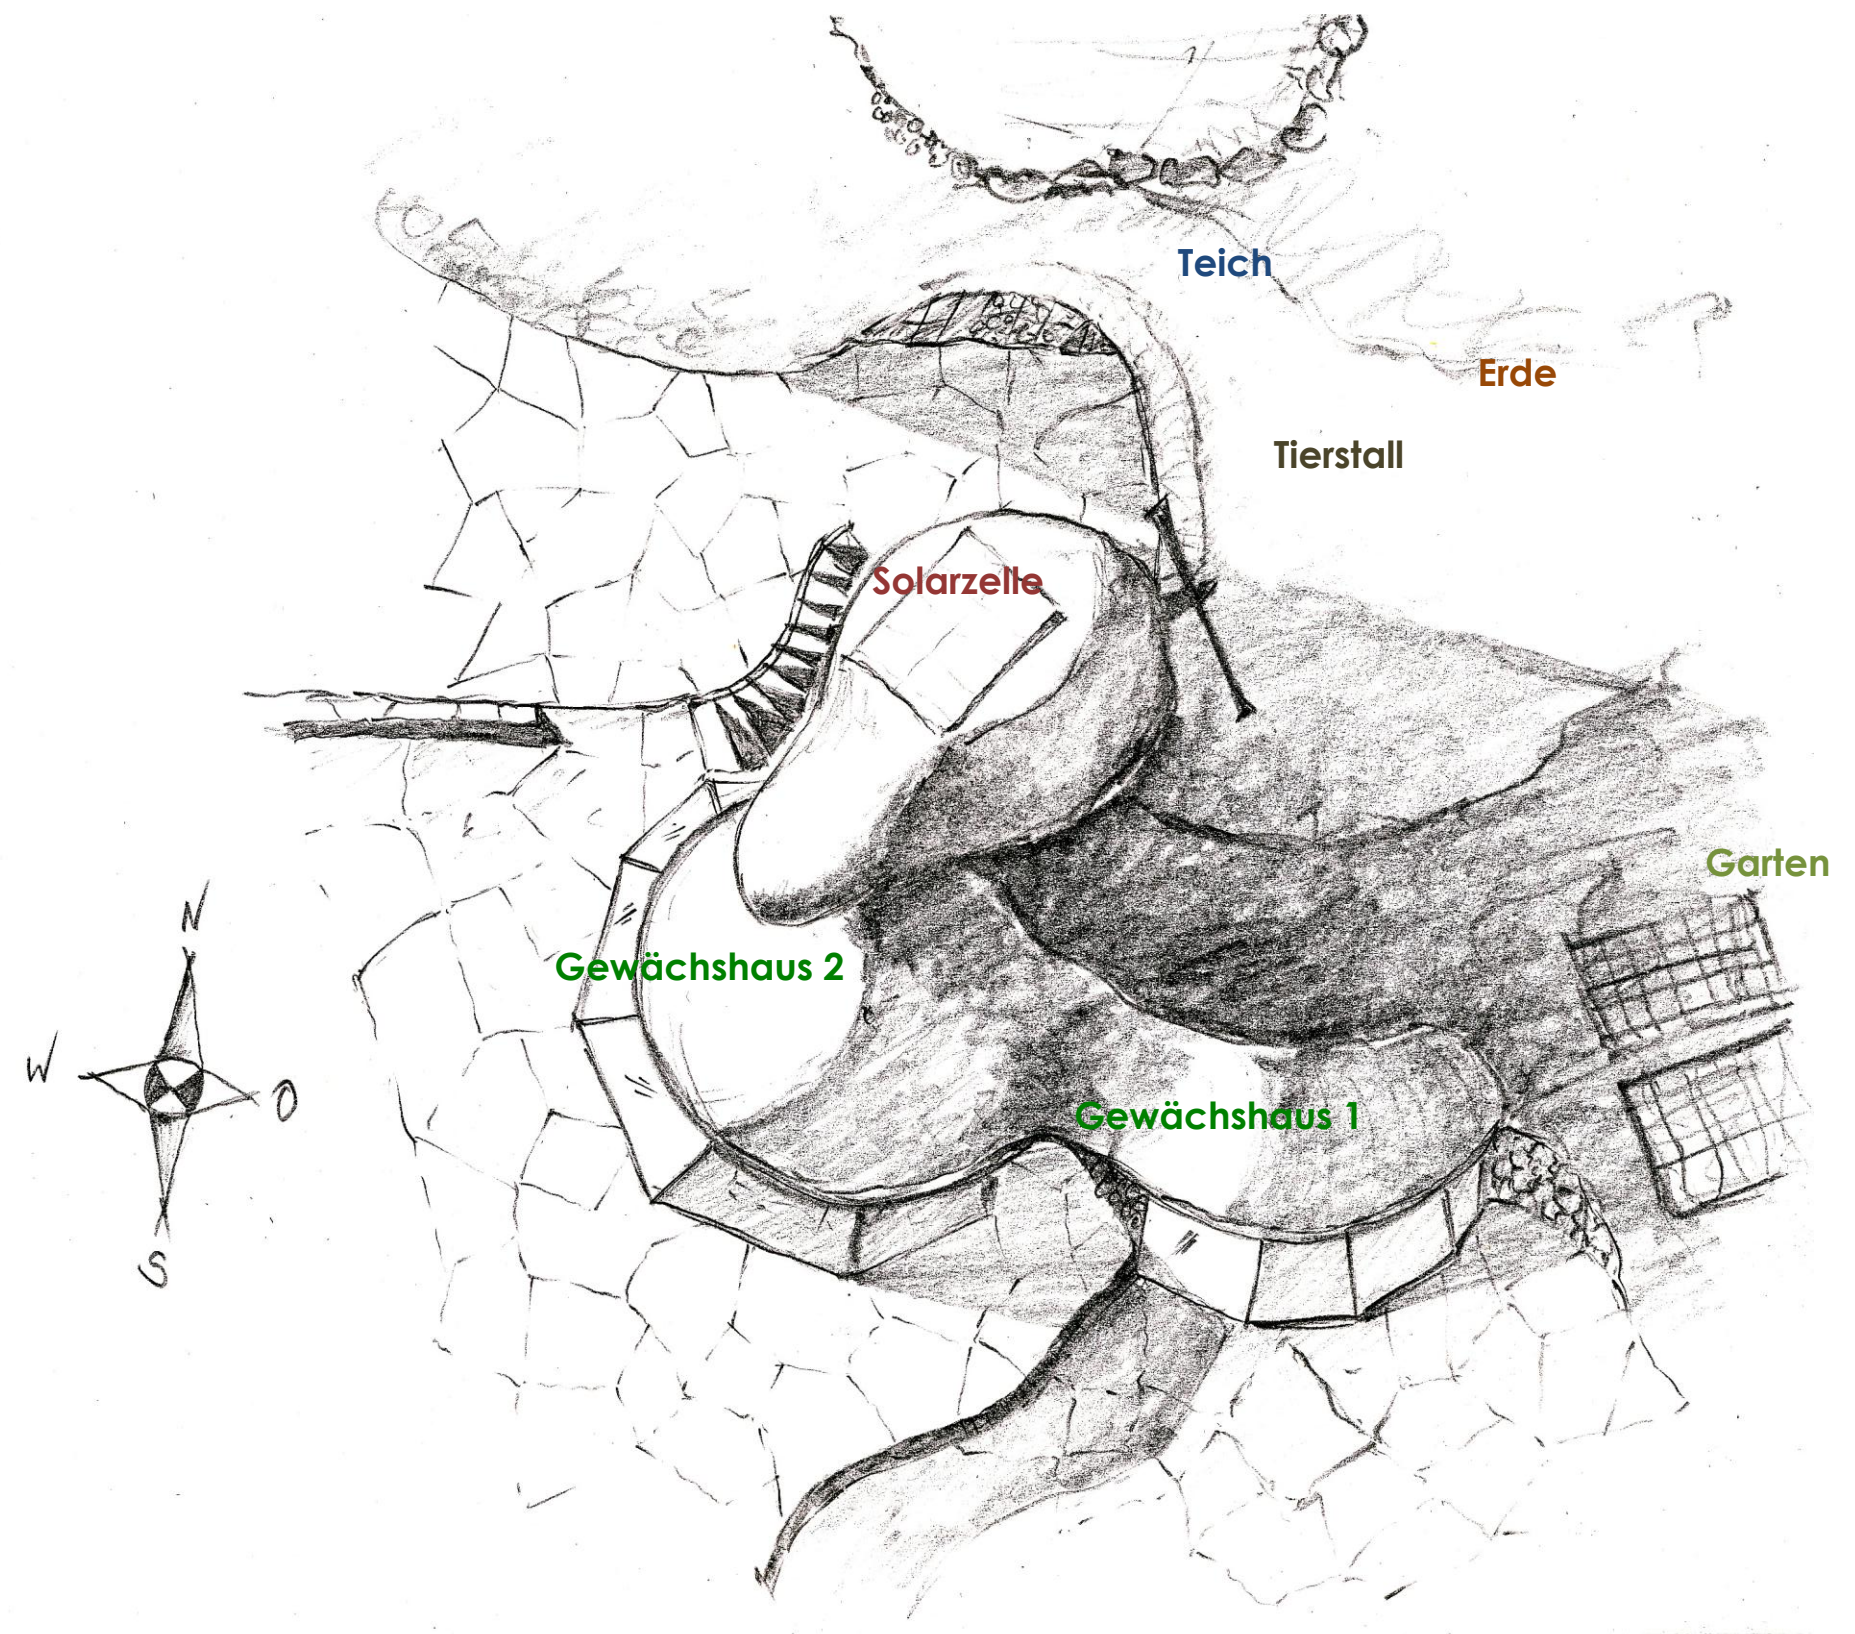 Teich
Erde
Tierstall
Solarzelle
Garten
N
Gewächshaus 2
W
O
Gewächshaus 1
S